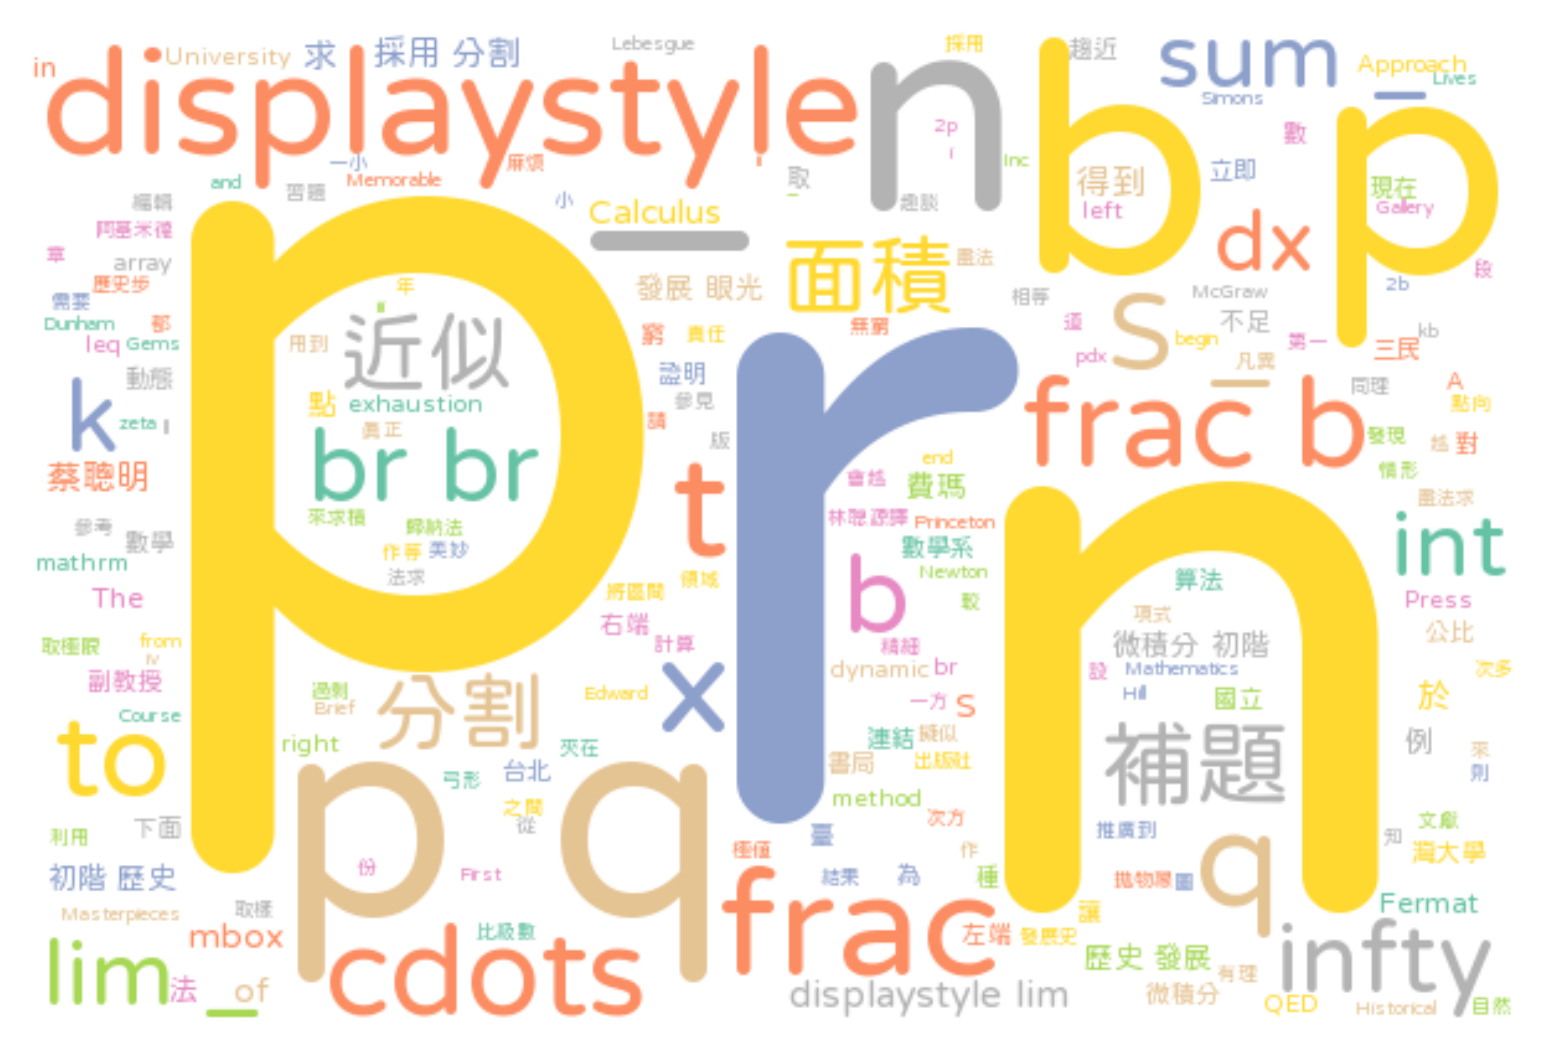 in
University
求
採用 分割
Lebesgue
採用
趨近
sum
Approach
Lives
Simons
displaystyle
n
b
p
2p
數
Inc
一小
麻煩
取
得到
立即
現在
and
習題
Memorable
小
趣談
left
Gallery
編輯
Calculus
阿基米德
dx
章
array
面積
畫法
段
歷史步
年
發展 眼光
相等
McGraw
2b
需要
Dunham
都
近似
窮
責任
無窮
道
S
不足
leq
Gems
用到
begin
第一
kb
三民
動態
證明
pdx
凡異
k
點
exhaustion
參見
frac b
同理
A
點向
zeta
真正
請
版
發現
越
對
p
br br
r
蔡聰明
t
end
會越
費瑪
情形
畫法求
來求積
歸納法
林聰源譯
Princeton
參考
數學
作等
美妙
數學系
int
mathrm
法求
領域
Newton
算法
The
將區間
b
較
n
Press
右端
項式
公比
取極限
from
計算
精細
微積分 初階
iv
副教授
dynamic
br
設
Mathematics
次多
過剩
Edward
x
一方
s
Hill
國立
於
Course
Brief
分割
to
right
夾在
連結
擬似
補題
例
來
弓形
台北
書局
出版社
則
p
q
之間
method
次方
文獻
利用
下面
從
臺
推廣到
知
灣大學
極值
作
q
初階 歷史
份
First
結果
為
種
拋物線
圖
Masterpieces
取樣
frac
讓
Fermat
mbox
比級數
左端
發展史
lim
cdots
歷史 發展
有理
infty
法
of
displaystyle lim
微積分
QED
Historical
自然